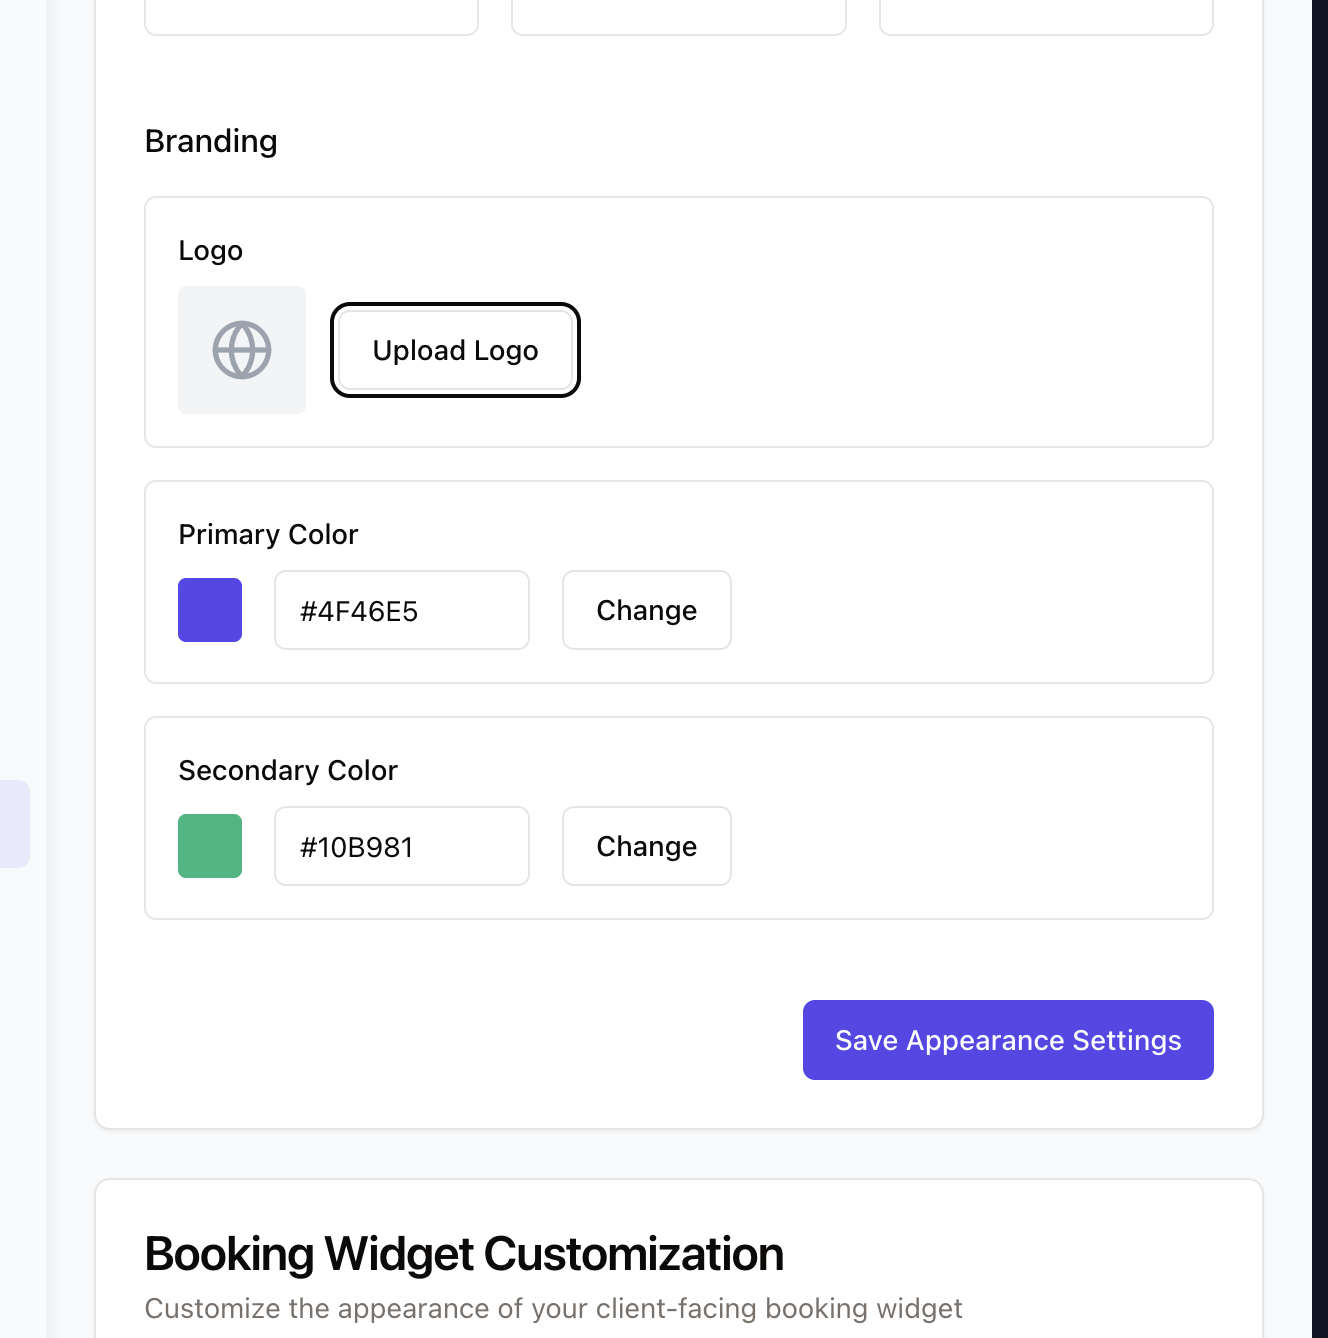 Branding
Logo
Upload Logo
Primary Color
#4F46E5
Change
Secondary Color
#10B981
Change
Save Appearance Settings
Booking Widget Customization
Customize the appearance of your client-facing booking widget